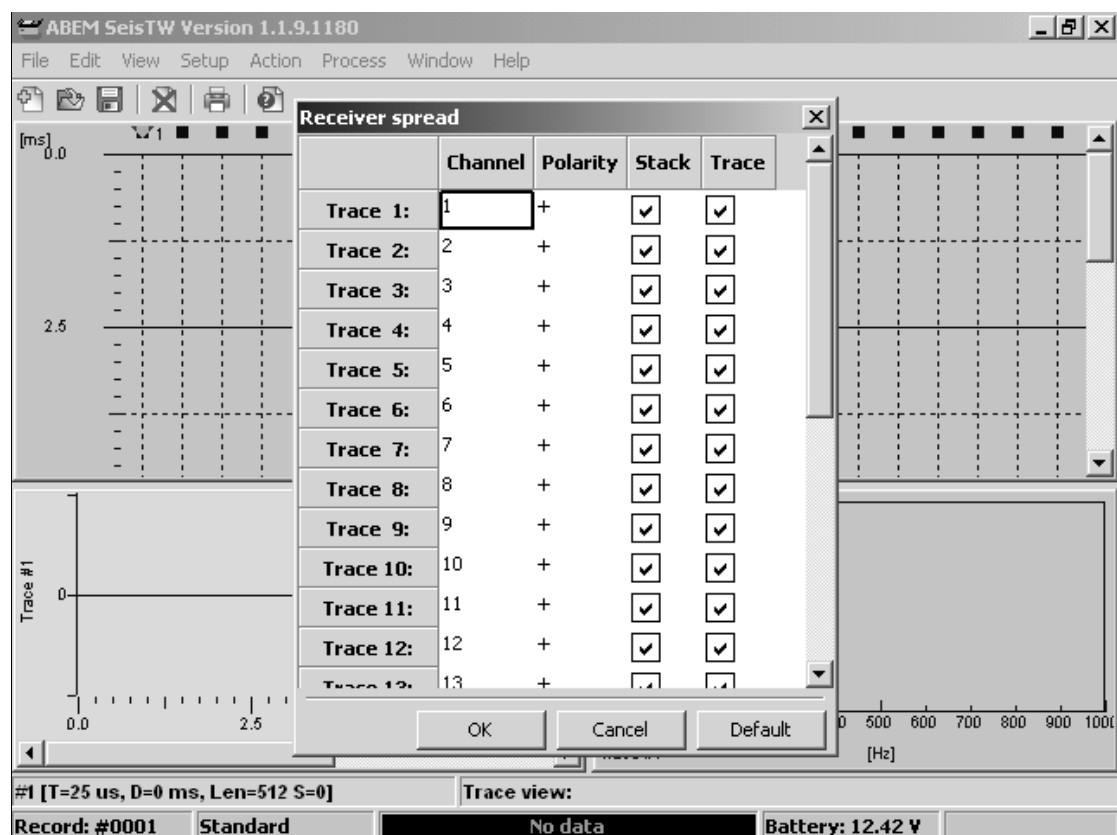 ABEM SeisTW Version 1.1.9.1180
File Edit View Setup Action Process Window Help
Receiver spread
[ms]
0.0
1
Channel Polarity Stack Trace
Trace 1: 1 +
Trace 2: 2 +
Trace 3: 3 +
2.5
Trace 4: 4 +
Trace 5: 5 +
Trace 6: 6 +
Trace 7: 7 +
Trace 8: 8 +
Trace 9: 9 +
Trace 10: 10 +
Trace 11: 11 +
Trace 12: 12 +
Trace 13: 13 +
Trace #1
0
0.0 2.5
OK Cancel Default
500 600 700 800 900 1000
[Hz]
#1 [T=25 us, D=0 ms, Len=512 S=0] Trace view:
Record: #0001 Standard No data Battery: 12.42 V